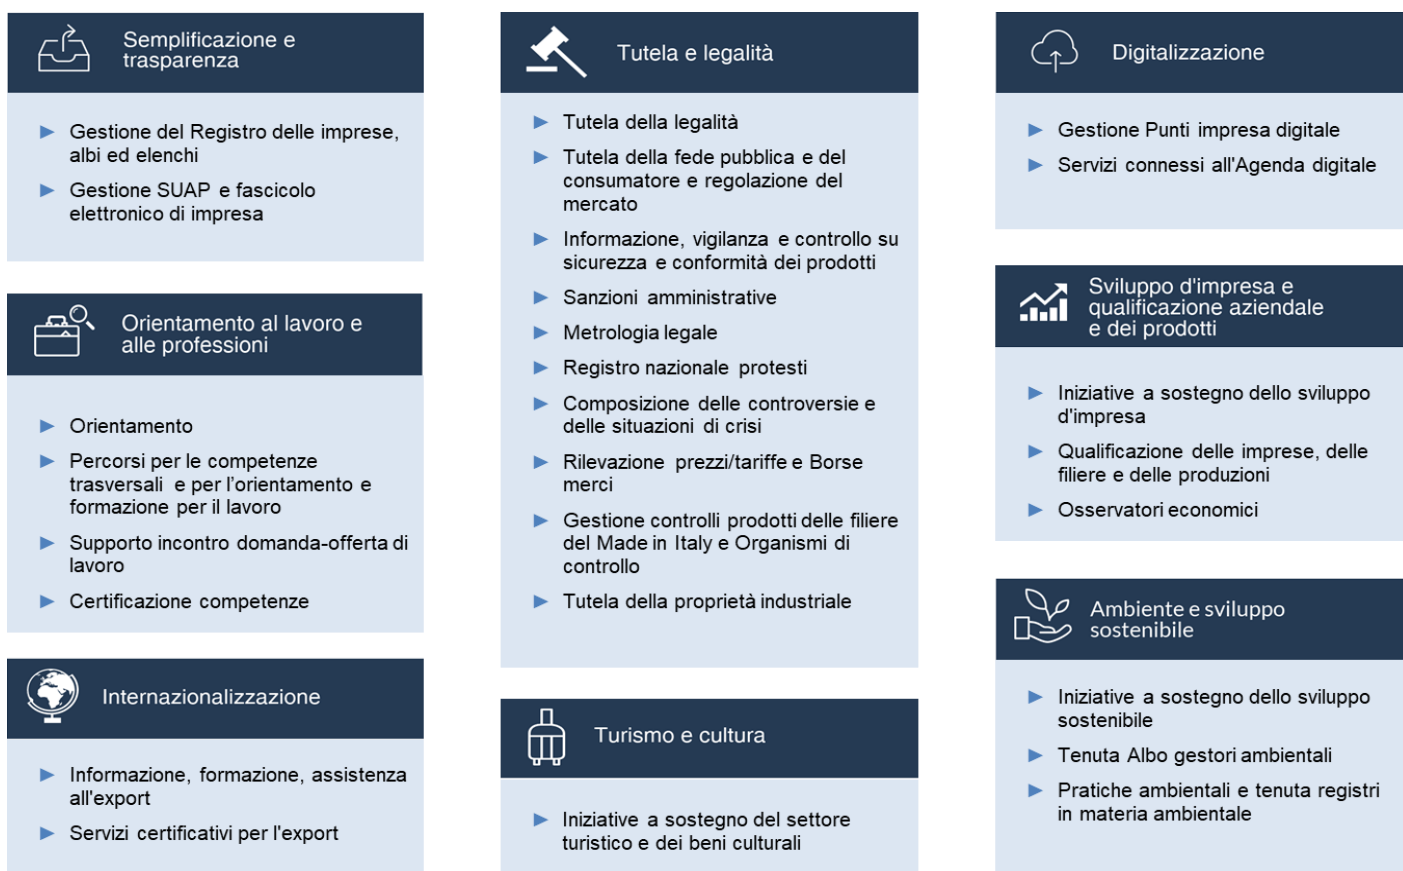 Semplificazione e
trasparenza
Gestione del Registro delle imprese,
albi ed elenchi
Gestione SUAP e fascicolo
elettronico di impresa
Orientamento al lavoro e
alle professioni
Orientamento
Percorsi per le competenze
trasversali e per l'orientamento e
formazione per il lavoro
Supporto incontro domanda-offerta di
lavoro
Certificazione competenze
Internazionalizzazione
Informazione, formazione, assistenza
all'export
Servizi certificativi per l'export
Tutela e legalità
Tutela della legalità
Tutela della fede pubblica e del
consumatore e regolazione del
mercato
Informazione, vigilanza e controllo su
sicurezza e conformità dei prodotti
Sanzioni amministrative
Metrologia legale
Registro nazionale protesti
Composizione delle controversie e
delle situazioni di crisi
Rilevazione prezzi/tariffe e Borse
merci
Gestione controlli prodotti delle filiere
del Made in Italy e Organismi di
controllo
Tutela della proprietà industriale
Turismo e cultura
Iniziative a sostegno del settore
turistico e dei beni culturali
Digitalizzazione
Gestione Punti impresa digitale
Servizi connessi all'Agenda digitale
Sviluppo d'impresa e
qualificazione aziendale
e dei prodotti
Iniziative a sostegno dello sviluppo
d'impresa
Qualificazione delle imprese, delle
filiere e delle produzioni
Osservatori economici
Ambiente e sviluppo
sostenibile
Iniziative a sostegno dello sviluppo
sostenibile
Tenuta Albo gestori ambientali
Pratiche ambientali e tenuta registri
in materia ambientale